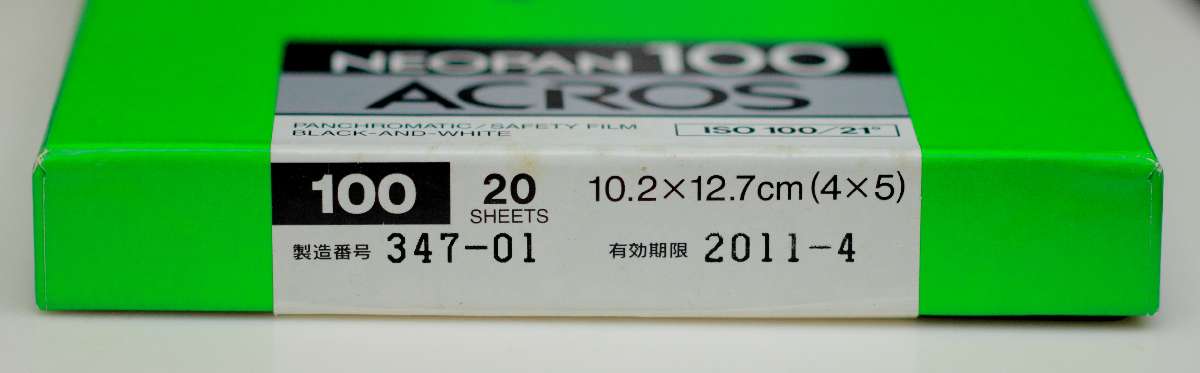 NEOPAN 100
ACROS
PANCHROMATIC/SAFETY FILM
BLACK-AND-WHITE
ISO 100/21°
100 20 SHEETS 10.2×12.7cm(4×5)
製造番号 347-01 有効期限 2011-4